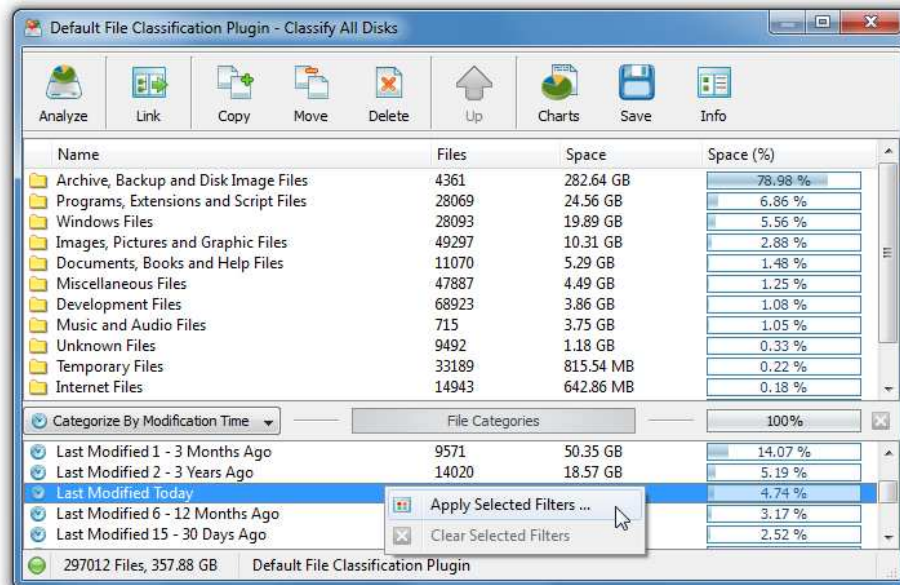 Default File Classification Plugin - Classify All Disks
Analyze Link Copy Move Delete Up Charts Save Info
Name Files Space Space (%)
Archive, Backup and Disk Image Files 4361 282.64 GB 78.98 %
Programs, Extensions and Script Files 28069 24.56 GB 6.86 %
Windows Files 28093 19.89 GB 5.56 %
Images, Pictures and Graphic Files 49297 10.31 GB 2.88 %
Documents, Books and Help Files 11070 5.29 GB 1.48 %
Miscellaneous Files 47887 4.49 GB 1.25 %
Development Files 68923 3.86 GB 1.08 %
Music and Audio Files 715 3.75 GB 1.05 %
Unknown Files 9492 1.18 GB 0.33 %
Temporary Files 33189 815.54 MB 0.22 %
Internet Files 14943 642.86 MB 0.18 %
Categorize By Modification Time File Categories 100%
Last Modified 1 - 3 Months Ago 9571 50.35 GB 14.07 %
Last Modified 2 - 3 Years Ago 14020 18.57 GB 5.19 %
Last Modified Today 4.74 %
Apply Selected Filters ...
Last Modified 6 - 12 Months Ago 3.17 %
Last Modified 15 - 30 Days Ago 2.52 %
Clear Selected Filters
297012 Files, 357.88 GB Default File Classification Plugin